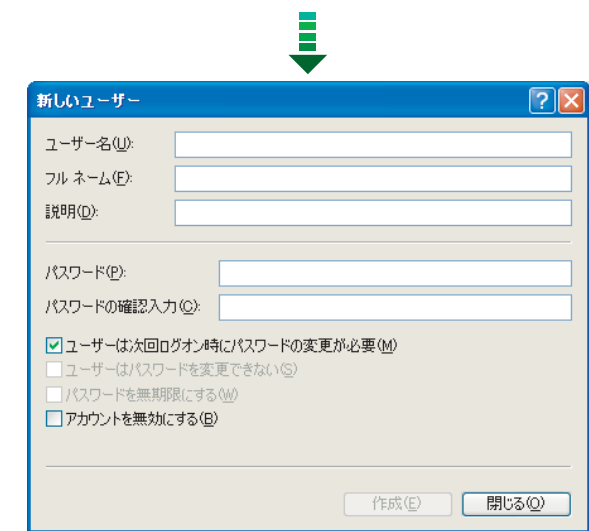 新しいユーザー
ユーザー名(U):
フル ネーム(F):
説明(D):
パスワード(P):
パスワードの確認入力(C):
ユーザーは次回ログオン時にパスワードの変更が必要(M)
ユーザーはパスワードを変更できない(S)
パスワードを無期限にする(W)
アカウントを無効にする(B)
作成(E) 閉じる(O)